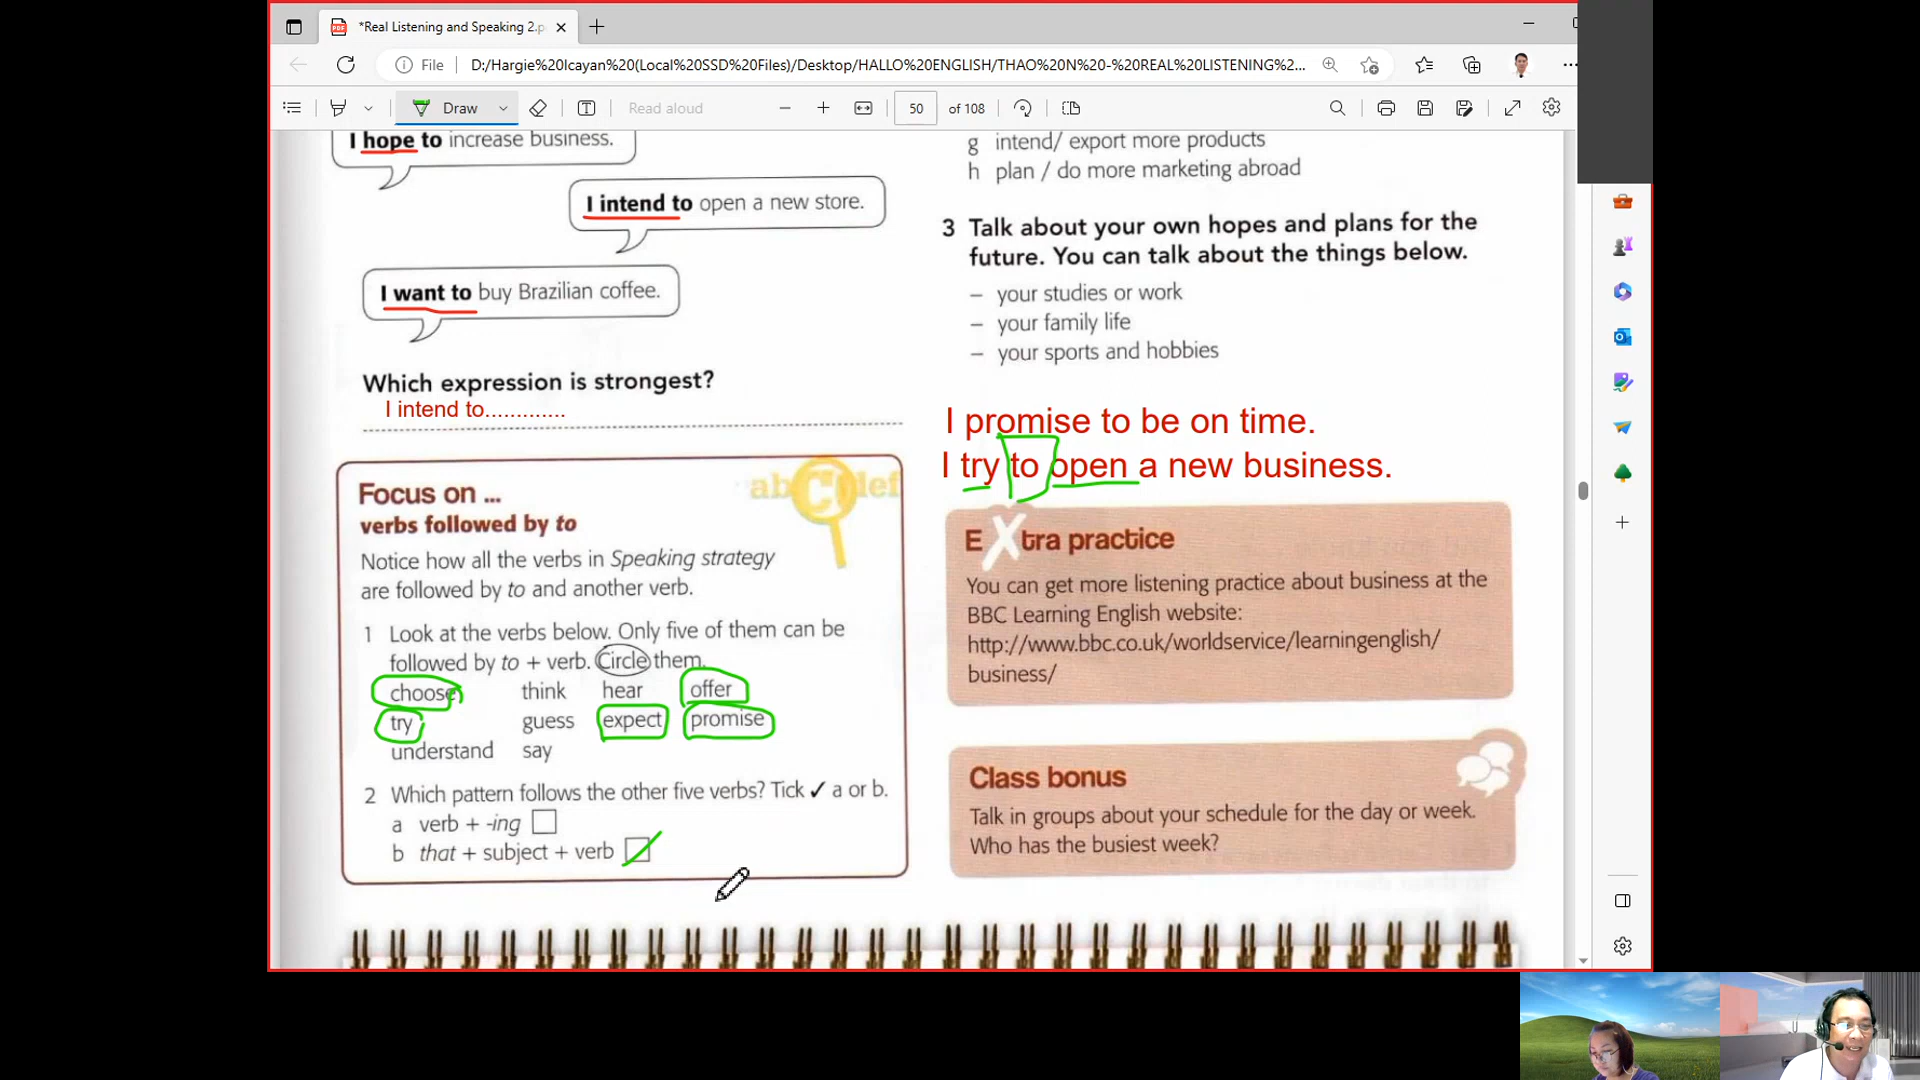 *Real Listening and Speaking 2.p
File
D:/Hargie%20Icayan%20(Local%20SSD%20Files)/Desktop/HALLO%20ENGLISH/THAO%20N%20-%20REAL%20LISTENING%2...
Draw
Read aloud
50 of 108
I hope to increase business.
I intend to open a new store.
I want to buy Brazilian coffee.
Which expression is strongest?
I intend to.............
Focus on ...
verbs followed by to
Notice how all the verbs in Speaking strategy
are followed by to and another verb.
1 Look at the verbs below. Only five of them can be
followed by to + verb. Circle them.
choose think hear offer
try guess expect promise
understand say
2 Which pattern follows the other five verbs? Tick ✓ a or b.
a verb + -ing
b that + subject + verb
g intend/ export more products
h plan / do more marketing abroad
3 Talk about your own hopes and plans for the
future. You can talk about the things below.
– your studies or work
– your family life
– your sports and hobbies
I promise to be on time.
I try to open a new business.
EXtra practice
You can get more listening practice about business at the
BBC Learning English website:
http://www.bbc.co.uk/worldservice/learningenglish/
business/
Class bonus
Talk in groups about your schedule for the day or week.
Who has the busiest week?